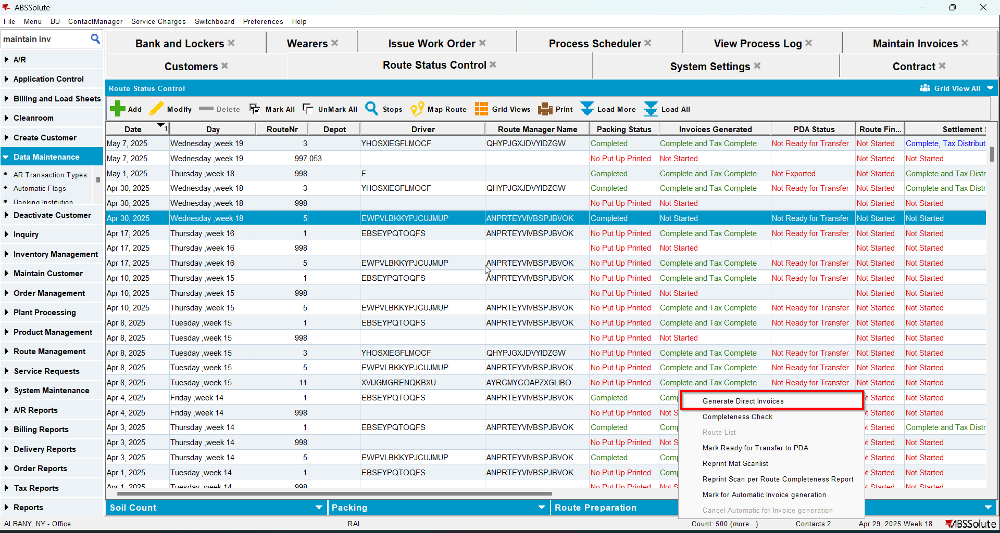 ABSSolute
File Menu BU ContactManager Service Charges Switchboard Preferences Help
maintain inv
Bank and Lockers Wearers Issue Work Order Process Scheduler View Process Log Maintain Invoices
Customers Route Status Control System Settings Contract
Route Status Control Grid View All
Add Modify Delete Mark All UnMark All Stops Map Route Grid Views Print Load More Load All
A/R
Application Control
Billing and Load Sheets
Cleanroom
Create Customer
Data Maintenance
AR Transaction Types
Automatic Flags
Banking Institution
Deactivate Customer
Inquiry
Inventory Management
Maintain Customer
Order Management
Plant Processing
Product Management
Route Management
Service Requests
System Maintenance
A/R Reports
Billing Reports
Delivery Reports
Order Reports
Tax Reports
Reports
Date 1 Day RouteNr Depot Driver Route Manager Name Packing Status Invoices Generated PDA Status Route Fin... Settlement S
May 7, 2025 Wednesday ,week 19 3 YHOSXIEGFLMOCF QHYPJGXJDVYIDZGW Completed Complete and Tax Complete Not Ready for Transfer Not Started Complete, Tax Distribut
May 7, 2025 Wednesday ,week 19 997 053 No Put Up Printed Not Started Not Started Not Started
May 1, 2025 Thursday ,week 18 998 F Completed Complete and Tax Complete Not Exported Not Started Complete and Tax Distr
Apr 30, 2025 Wednesday ,week 18 3 YHOSXIEGFLMOCF QHYPJGXJDVYIDZGW Completed Complete and Tax Complete Not Ready for Transfer Not Started Complete and Tax Distr
Apr 30, 2025 Wednesday ,week 18 998 No Put Up Printed Not Started Not Started Not Started
Apr 30, 2025 Wednesday ,week 18 5 EWPVLBKKYPJCUJMUP ANPRTEYVIVBSPJBVOK Completed Not Started Not Ready for Transfer Not Started Not Started
Apr 17, 2025 Thursday ,week 16 1 EBSEYPQTOQFS ANPRTEYVIVBSPJBVOK No Put Up Printed Complete and Tax Complete Not Ready for Transfer Not Started Not Started
Apr 17, 2025 Thursday ,week 16 998 No Put Up Printed Not Started Not Started Not Started
Apr 17, 2025 Thursday ,week 16 5 EWPVLBKKYPJCUJMUP ANPRTEYVIVBSPJBVOK No Put Up Printed Complete and Tax Complete Not Ready for Transfer Not Started Not Started
Apr 10, 2025 Thursday ,week 15 1 EBSEYPQTOQFS ANPRTEYVIVBSPJBVOK No Put Up Printed Complete and Tax Complete Not Ready for Transfer Not Started Not Started
Apr 10, 2025 Thursday ,week 15 998 No Put Up Printed Not Started Not Started Not Started
Apr 10, 2025 Thursday ,week 15 5 EWPVLBKKYPJCUJMUP ANPRTEYVIVBSPJBVOK No Put Up Printed Complete and Tax Complete Not Ready for Transfer Not Started Not Started
Apr 8, 2025 Tuesday ,week 15 1 EBSEYPQTOQFS ANPRTEYVIVBSPJBVOK No Put Up Printed Complete and Tax Complete Not Ready for Transfer Not Started Not Started
Apr 8, 2025 Tuesday ,week 15 998 No Put Up Printed Not Started Not Started Not Started
Apr 8, 2025 Tuesday ,week 15 3 YHOSXIEGFLMOCF QHYPJGXJDVYIDZGW No Put Up Printed Complete and Tax Complete Not Ready for Transfer Not Started Not Started
Apr 8, 2025 Tuesday ,week 15 5 EWPVLBKKYPJCUJMUP ANPRTEYVIVBSPJBVOK No Put Up Printed Complete and Tax Complete Not Ready for Transfer Not Started Not Started
Apr 8, 2025 Tuesday ,week 15 11 XVIJGMGRENQKBXU AYRCMYCOAPZXGLIBO No Put Up Printed Complete and Tax Complete Not Ready for Transfer Not Started Not Started
Apr 4, 2025 Friday ,week 14 1 EBSEYPQTOQFS ANPRTEYVIVBSPJBVOK Completed Comp t Started Not Started
Apr 4, 2025 Friday ,week 14 998 No Put Up Printed Not S t Started Not Started
Apr 3, 2025 Thursday ,week 14 1 EBSEYPQTOQFS ANPRTEYVIVBSPJBVOK Completed Comp t Started Complete and Tax Distr
Apr 3, 2025 Thursday ,week 14 998 No Put Up Printed Not S t Started Not Started
Apr 3, 2025 Thursday ,week 14 5 EWPVLBKKYPJCUJMUP ANPRTEYVIVBSPJBVOK Completed Comp t Started Not Started
Apr 1, 2025 Tuesday ,week 14 1 EBSEYPQTOQFS ANPRTEYVIVBSPJBVOK No Put Up Printed Comp t Started Not Started
Apr 1, 2025 Tuesday ,week 14 998 No Put Up Printed Not S t Started Not Started
Generate Direct Invoices
Completeness Check
Route List
Mark Ready for Transfer to PDA
Reprint Mat Scanlist
Reprint Scan per Route Completeness Report
Mark for Automatic Invoice generation
Cancel Automatic for Invoice generation
Soil Count Packing Route Preparation
ALBANY, NY - Office RAL Count: 500 (more...) Contacts 2 Apr 29, 2025 Week 18 ABSSolute